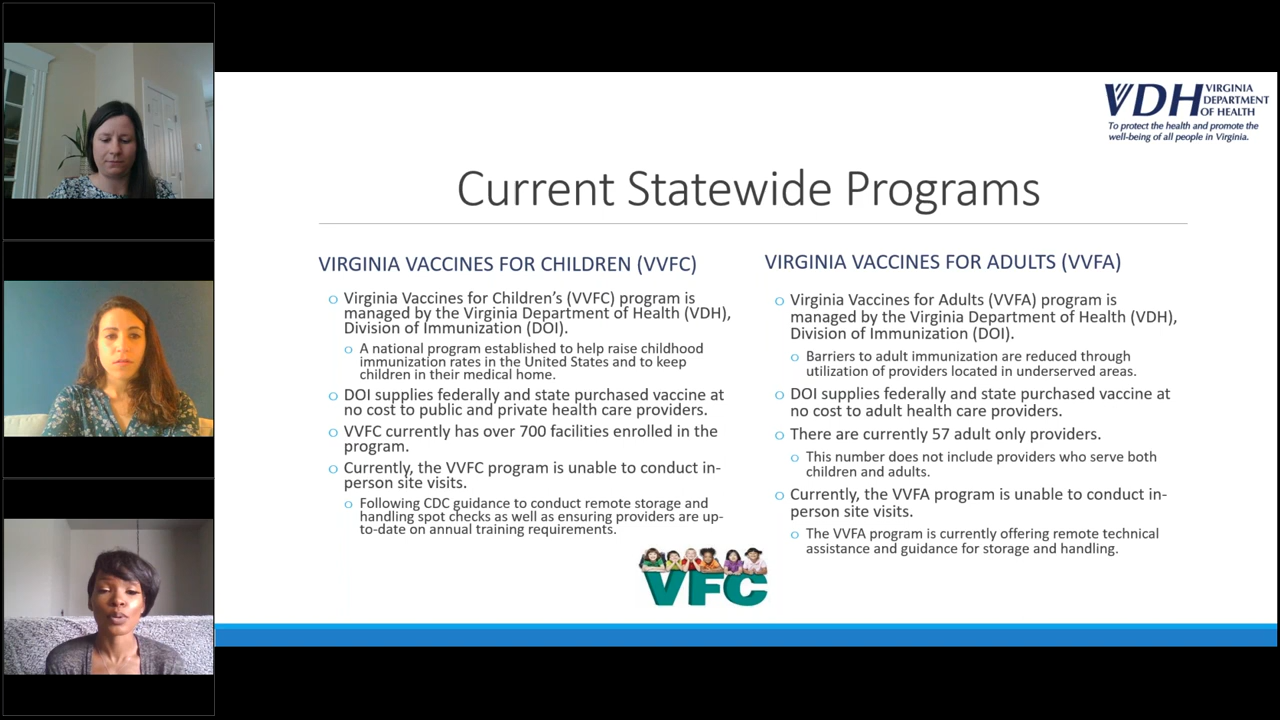 VDH VIRGINIA
DEPARTMENT
OF HEALTH
To protect the health and promote the
well-being of all people in Virginia.
Current Statewide Programs
VIRGINIA VACCINES FOR CHILDREN (VVFC)
Virginia Vaccines for Children's (VVFC) program is
managed by the Virginia Department of Health (VDH),
Division of Immunization (DOI).
A national program established to help raise childhood
immunization rates in the United States and to keep
children in their medical home.
DOI supplies federally and state purchased vaccine at
no cost to public and private health care providers.
VVFC currently has over 700 facilities enrolled in the
program.
Currently, the VVFC program is unable to conduct in-
person site visits.
Following CDC guidance to conduct remote storage and
handling spot checks as well as ensuring providers are up-
to-date on annual training requirements.
VIRGINIA VACCINES FOR ADULTS (VVFA)
Virginia Vaccines for Adults (VVFA) program is
managed by the Virginia Department of Health (VDH),
Division of Immunization (DOI).
Barriers to adult immunization are reduced through
utilization of providers located in underserved areas.
DOI supplies federally and state purchased vaccine at
no cost to adult health care providers.
There are currently 57 adult only providers.
This number does not include providers who serve both
children and adults.
Currently, the VVFA program is unable to conduct in-
person site visits.
The VVFA program is currently offering remote technical
assistance and guidance for storage and handling.
VFC